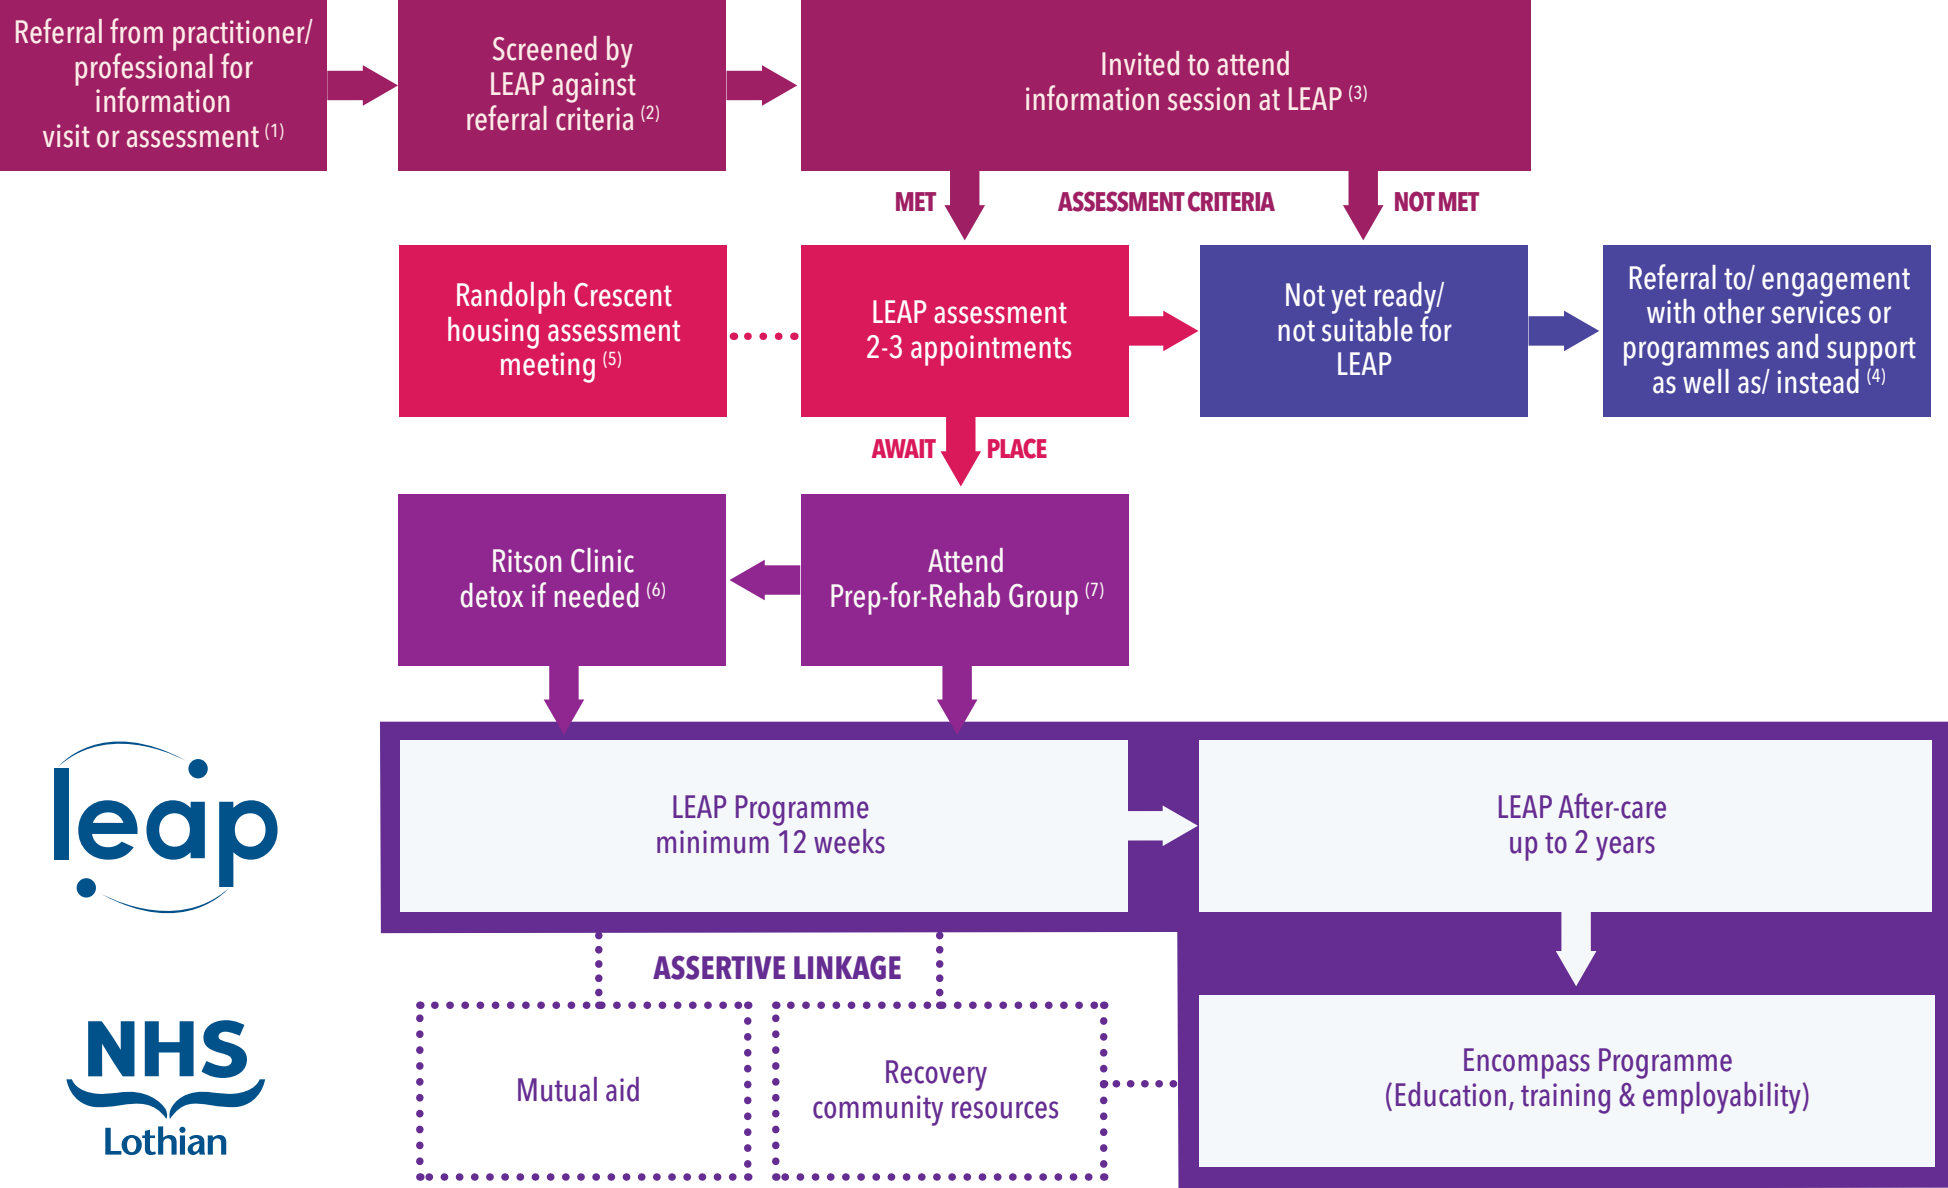 Referral from practitioner/
professional for
information
visit or assessment (1)
Screened by
LEAP against
referral criteria (2)
Invited to attend
information session at LEAP (3)
MET
ASSESSMENT CRITERIA
NOT MET
Randolph Crescent
housing assessment
meeting (5)
LEAP assessment
2-3 appointments
Not yet ready/
not suitable for
LEAP
Referral to/ engagement
with other services or
programmes and support
as well as/ instead (4)
AWAIT PLACE
Ritson Clinic
detox if needed (6)
Attend
Prep-for-Rehab Group (7)
leap
LEAP Programme
minimum 12 weeks
LEAP After-care
up to 2 years
ASSERTIVE LINKAGE
NHS
Lothian
Mutual aid
Recovery
community resources
Encompass Programme
(Education, training & employability)